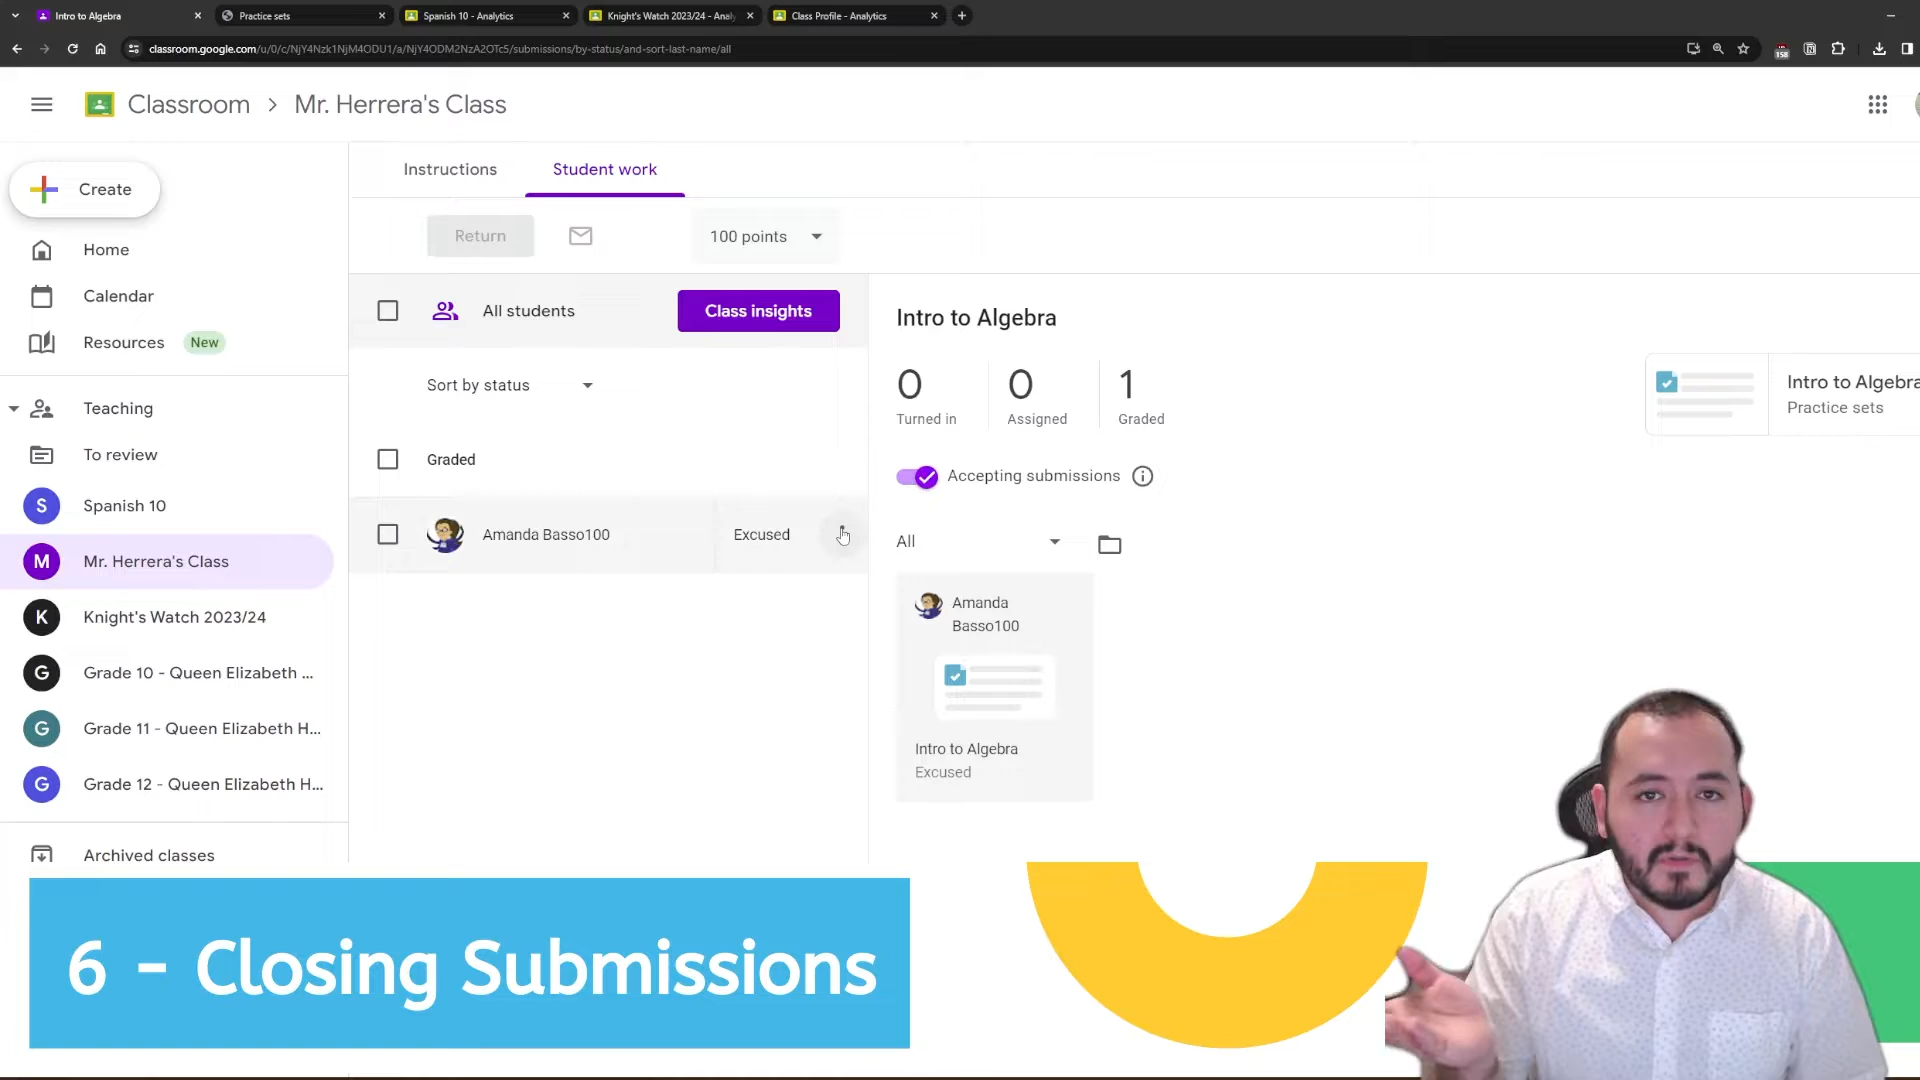 Intro to Algebra
Practice sets
Spanish 10 - Analytics
Knight's Watch 2023/24 - Analy
Class Profile - Analytics
classroom.google.com/u/0/c/NjY4Nzk1NjM4ODU1/a/NjY4ODM2NzA2OTc5/submissions/by-status/and-sort-last-name/all
158
Classroom > Mr. Herrera's Class
Create
Home
Calendar
Resources New
Teaching
To review
S Spanish 10
M Mr. Herrera's Class
K Knight's Watch 2023/24
G Grade 10 - Queen Elizabeth ...
G Grade 11 - Queen Elizabeth H...
G Grade 12 - Queen Elizabeth H...
Archived classes
Instructions
Student work
Return
100 points
All students
Class insights
Sort by status
Graded
Amanda Basso100
Excused
Intro to Algebra
0
Turned in
0
Assigned
1
Graded
Accepting submissions
All
Amanda
Basso100
Intro to Algebra
Excused
Intro to Algebra
Practice sets
6 - Closing Submissions